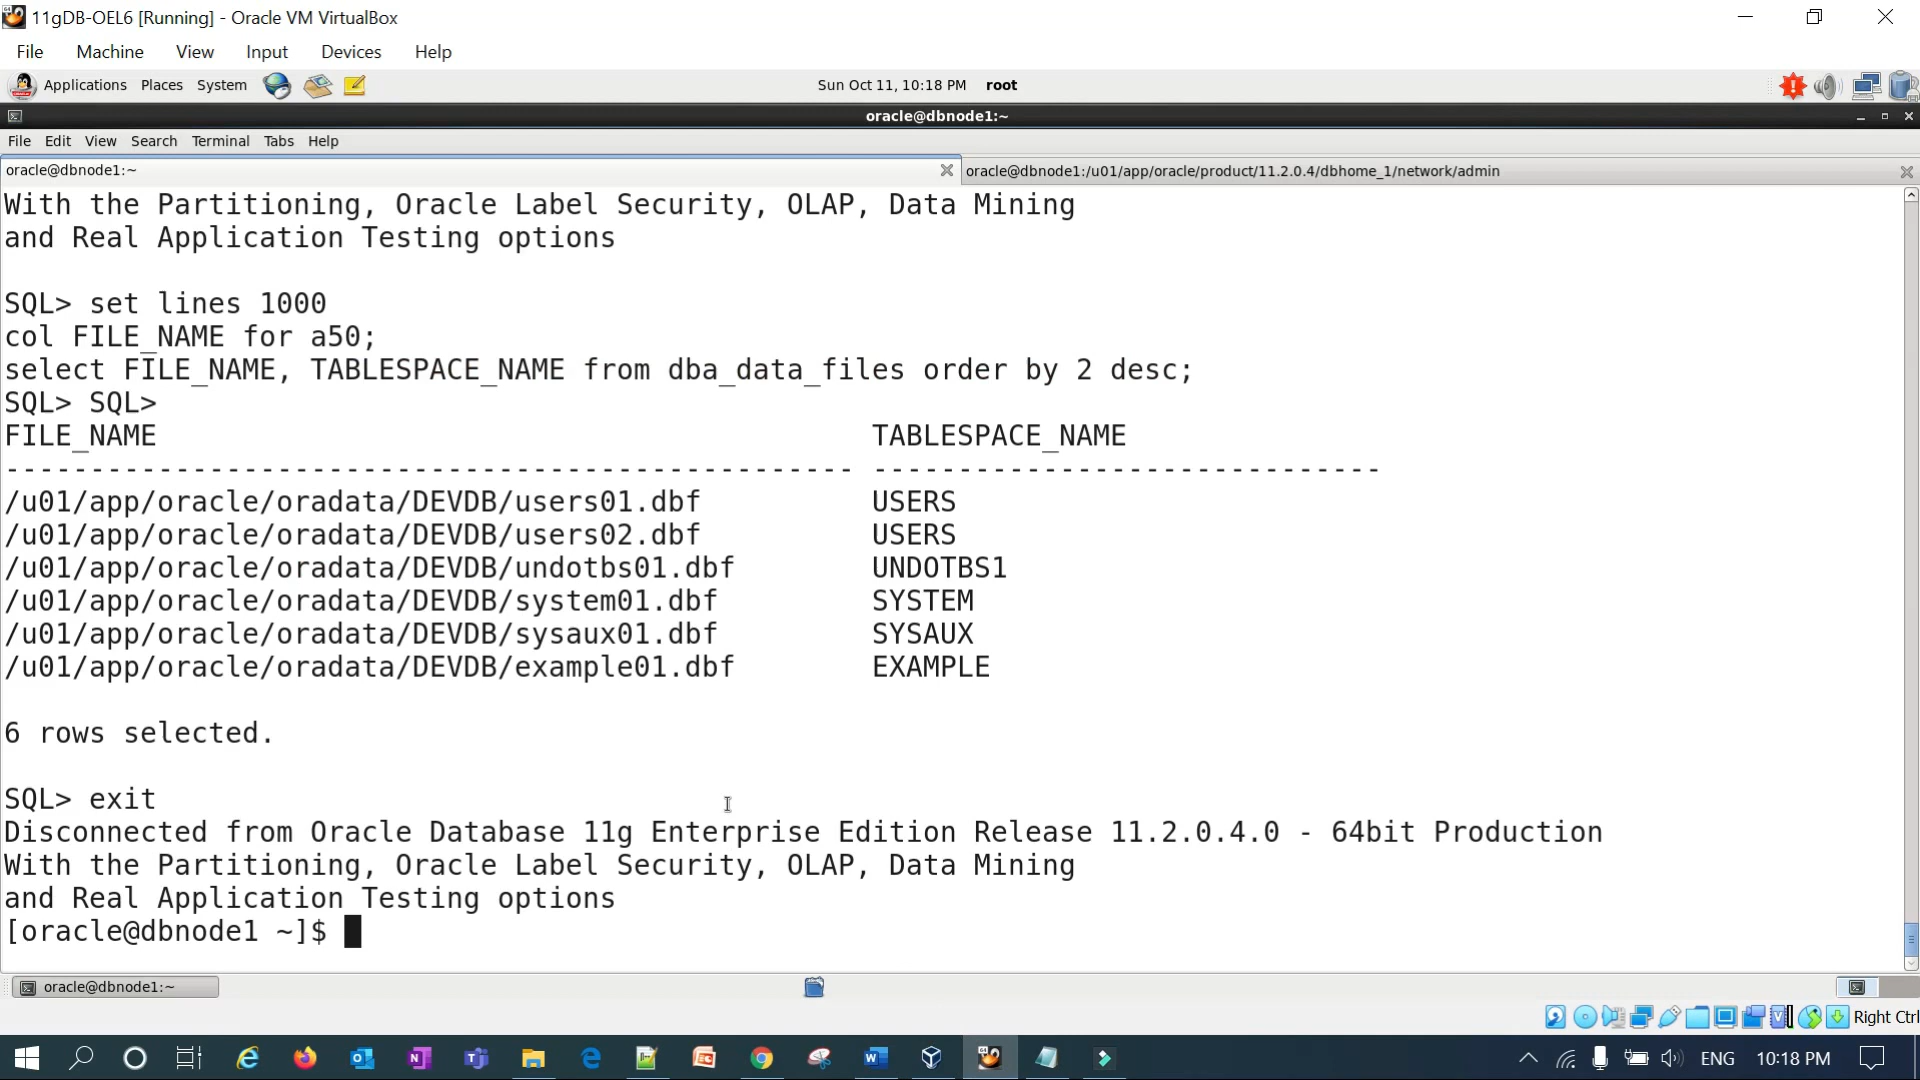 11gDB-OEL6 [Running] - Oracle VM VirtualBox
File Machine View Input Devices Help
Applications Places System Sun Oct 11, 10:18 PM root
oracle@dbnode1:~
File Edit View Search Terminal Tabs Help
oracle@dbnode1:~ oracle@dbnode1:/u01/app/oracle/product/11.2.0.4/dbhome_1/network/admin
With the Partitioning, Oracle Label Security, OLAP, Data Mining
and Real Application Testing options
SQL> set lines 1000
col FILE_NAME for a50;
select FILE_NAME, TABLESPACE_NAME from dba_data_files order by 2 desc;
SQL> SQL>
FILE_NAME TABLESPACE_NAME
-------------------------------------------------- ------------------------------
/u01/app/oracle/oradata/DEVDB/users01.dbf USERS
/u01/app/oracle/oradata/DEVDB/users02.dbf USERS
/u01/app/oracle/oradata/DEVDB/undotbs01.dbf UNDOTBS1
/u01/app/oracle/oradata/DEVDB/system01.dbf SYSTEM
/u01/app/oracle/oradata/DEVDB/sysaux01.dbf SYSAUX
/u01/app/oracle/oradata/DEVDB/example01.dbf EXAMPLE
6 rows selected.
SQL> exit
Disconnected from Oracle Database 11g Enterprise Edition Release 11.2.0.4.0 - 64bit Production
With the Partitioning, Oracle Label Security, OLAP, Data Mining
and Real Application Testing options
[oracle@dbnode1 ~]$
oracle@dbnode1:~
Right Ctrl
ENG 10:18 PM